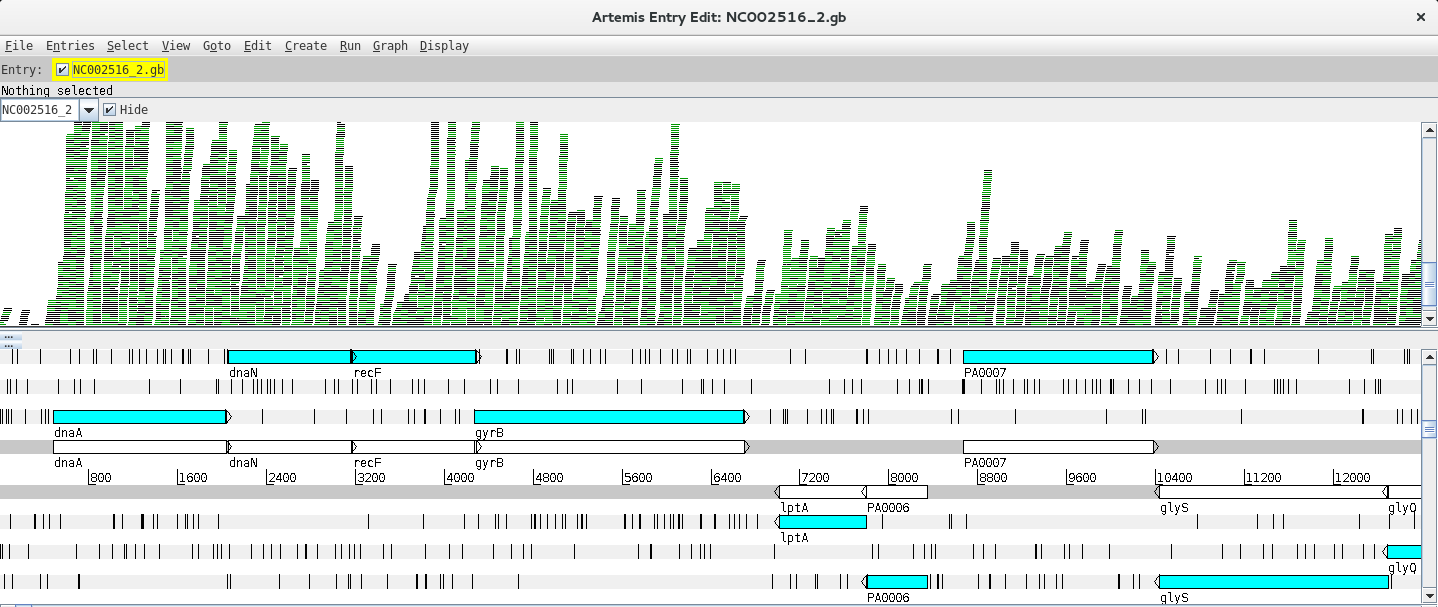 Artemis Entry Edit: NC002516_2.gb
File Entries Select View Goto Edit Create Run Graph Display
Entry: NC002516_2.gb
Nothing selected
NC002516_2 Hide
dnaN recF PA0007
dnaA gyrB
dnaA dnaN recF gyrB PA0007
800 1600 2400 3200 4000 4800 5600 6400 7200 8000 8800 9600 10400 11200 12000
lptA PA0006 glyS glyQ
lptA
glyQ
PA0006 glyS